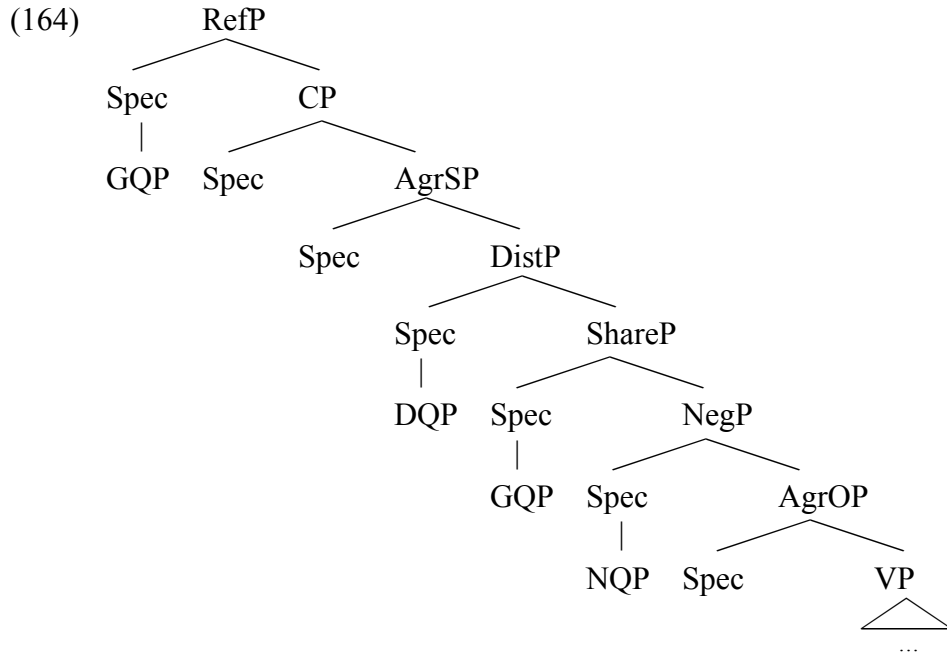 (164) RefP
Spec CP
GQP Spec AgrSP
Spec DistP
Spec ShareP
DQP Spec NegP
GQP Spec AgrOP
NQP Spec VP
...